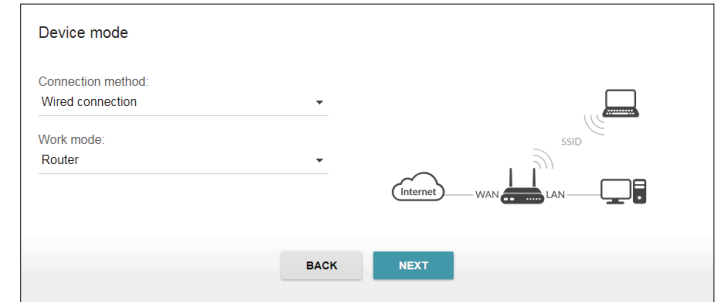 Device mode
Connection method:
Wired connection
Work mode:
Router
SSID
Internet
WAN
LAN
BACK
NEXT